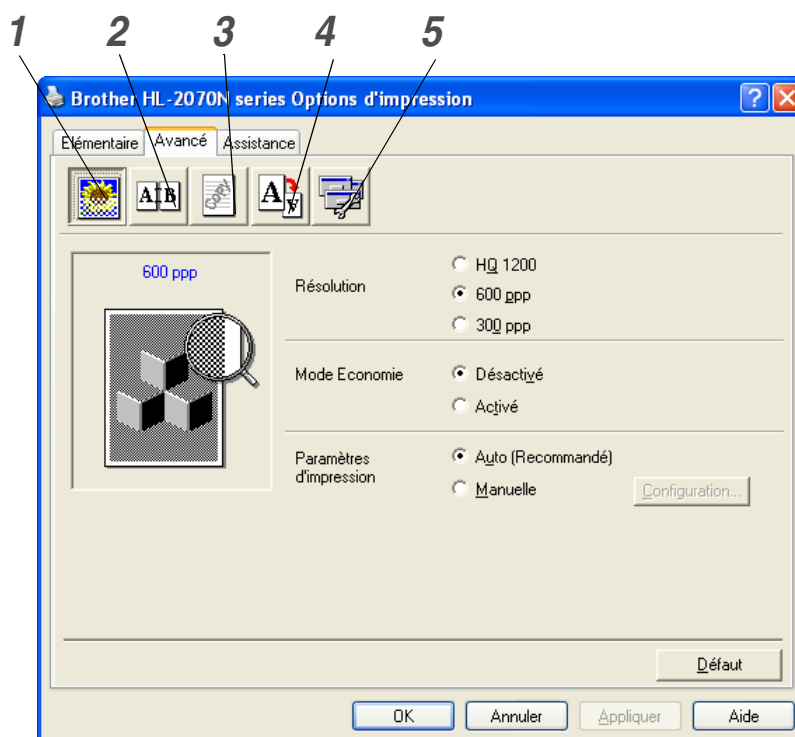 1 2 3 4 5
Brother HL-2070N series Options d'impression
Elémentaire Avancé Assistance
A B COPY A
600 ppp
Résolution
HQ 1200
600 ppp
300 ppp
Mode Economie
Désactivé
Activé
Paramètres
d'impression
Auto (Recommandé)
Manuelle
Configuration...
Défaut
OK Annuler Appliquer Aide